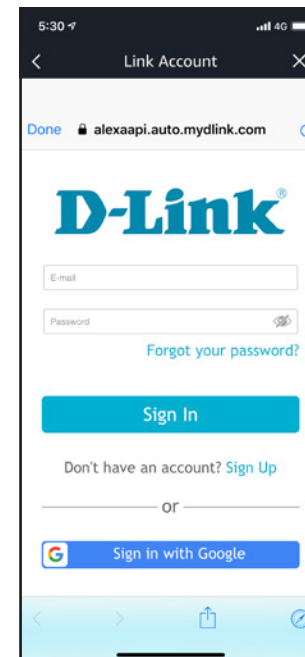 5:30
4G
Link Account
Done alexaapi.auto.mydlink.com
D-Link®
E-mail
Password
Forgot your password?
Sign In
Don't have an account? Sign Up
or
G Sign in with Google